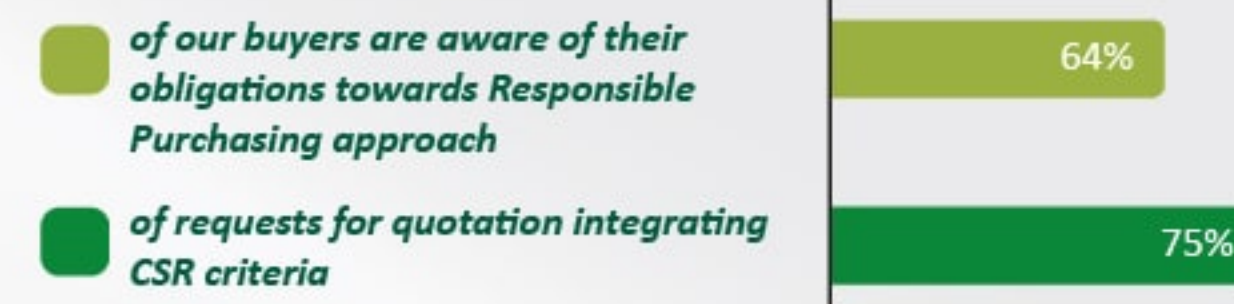 of our buyers are aware of their
obligations towards Responsible
Purchasing approach
64%
of requests for quotation integrating
CSR criteria
75%